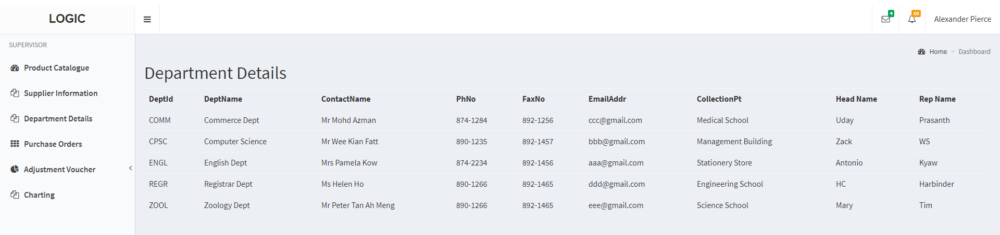 LOGIC
4
10
Alexander Pierce
SUPERVISOR
Product Catalogue
Supplier Information
Department Details
Purchase Orders
Adjustment Voucher
Charting
Home > Dashboard
Department Details
DeptId DeptName ContactName PhNo FaxNo EmailAddr CollectionPt Head Name Rep Name
COMM Commerce Dept Mr Mohd Azman 874-1284 892-1256 ccc@gmail.com Medical School Uday Prasanth
CPSC Computer Science Mr Wee Kian Fatt 890-1235 892-1457 bbb@gmail.com Management Building Zack WS
ENGL English Dept Mrs Pamela Kow 874-2234 892-1456 aaa@gmail.com Stationery Store Antonio Kyaw
REGR Registrar Dept Ms Helen Ho 890-1266 892-1465 ddd@gmail.com Engineering School HC Harbinder
ZOOL Zoology Dept Mr Peter Tan Ah Meng 890-1266 892-1465 eee@gmail.com Science School Mary Tim